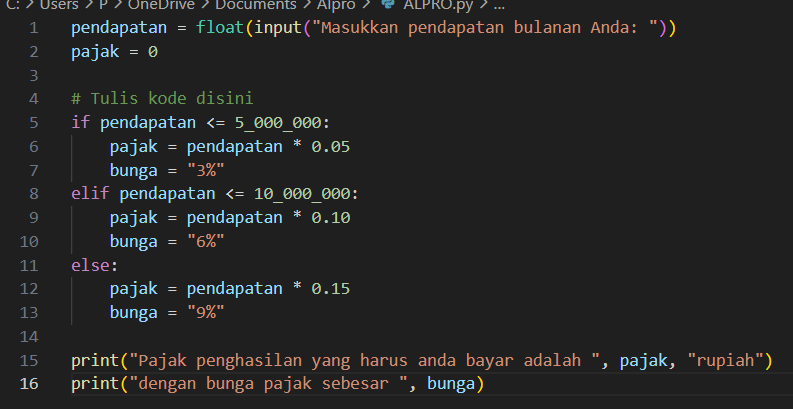 C: > Users > P > OneDrive > Documents > Alpro > ALPRO.py > ...
1 pendapatan = float(input("Masukkan pendapatan bulanan Anda: "))
2 pajak = 0
3
4 # Tulis kode disini
5 if pendapatan <= 5_000_000:
6     pajak = pendapatan * 0.05
7     bunga = "3%"
8 elif pendapatan <= 10_000_000:
9     pajak = pendapatan * 0.10
10     bunga = "6%"
11 else:
12     pajak = pendapatan * 0.15
13     bunga = "9%"
14
15 print("Pajak penghasilan yang harus anda bayar adalah ", pajak, "rupiah")
16 print("dengan bunga pajak sebesar ", bunga)